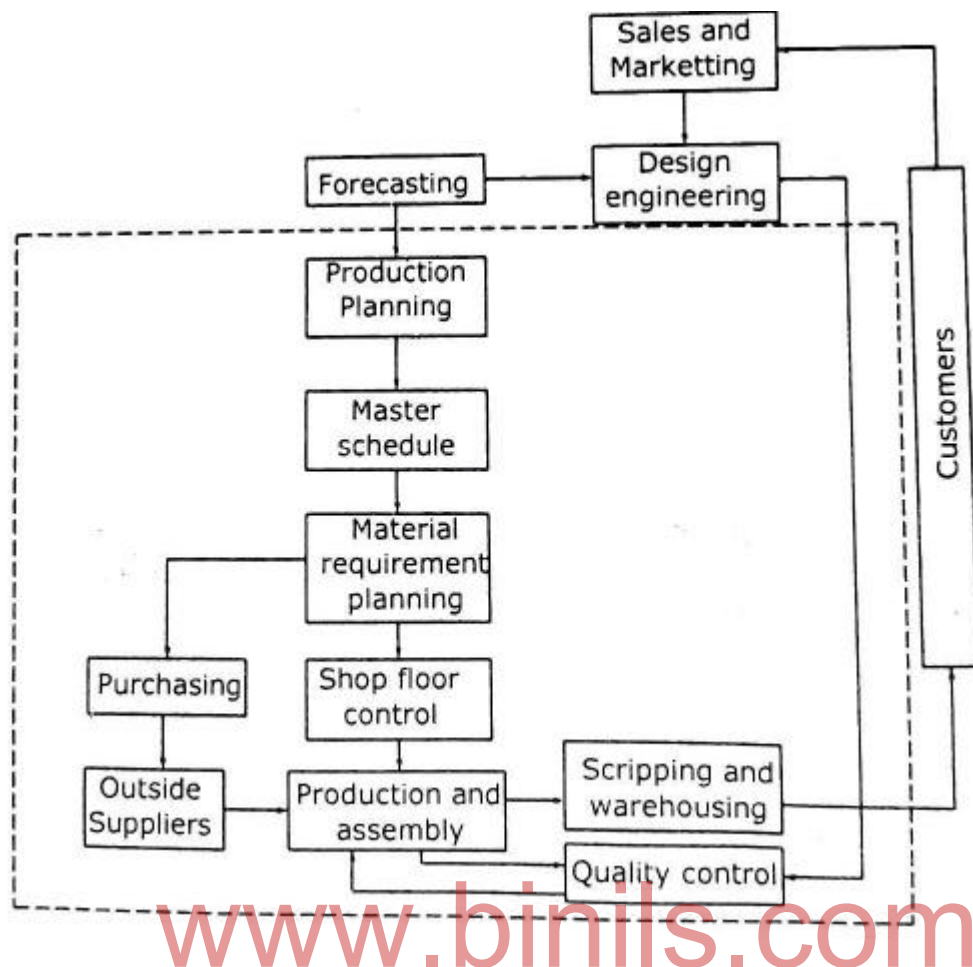 Sales and
Marketting
Design
engineering
Forecasting
Production
Planning
Master
schedule
Customers
Material
requirement
planning
Purchasing
Shop floor
control
Outside
Suppliers
Production and
assembly
Scripping and
warehousing
Quality control
www.binils.com